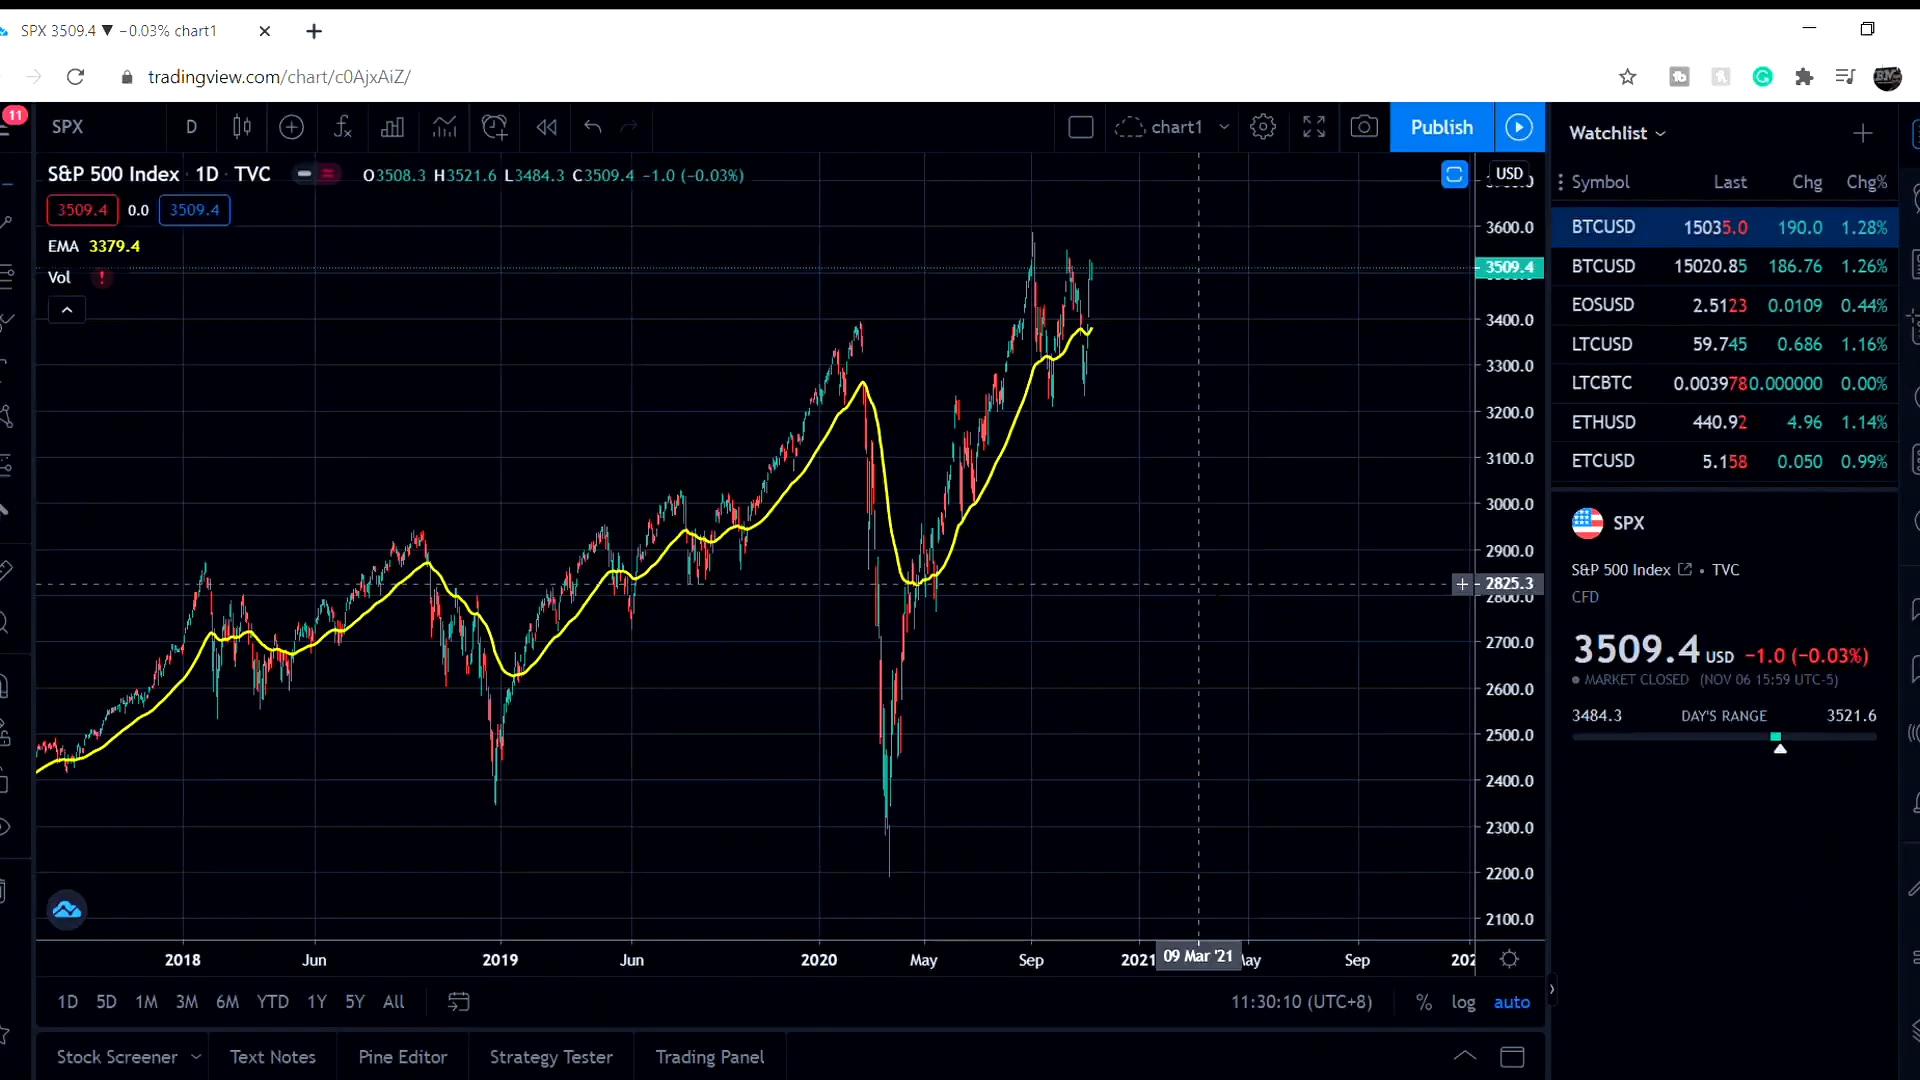 SPX 3509.4 ▼ −0.03% chart1
tradingview.com/chart/c0AjxAiZ/
11
SPX D chart1 Publish
S&P 500 Index · 1D · TVC O3508.3 H3521.6 L3484.3 C3509.4 −1.0 (−0.03%)
3509.4 0.0 3509.4
EMA 3379.4
Vol !
USD
3600.0
3509.4
3400.0
3300.0
3200.0
3100.0
3000.0
2900.0
2825.3
2800.0
2700.0
2600.0
2500.0
2400.0
2300.0
2200.0
2100.0
2018 Jun 2019 Jun 2020 May Sep 2021 09 Mar '21 Sep
1D 5D 1M 3M 6M YTD 1Y 5Y All 11:30:10 (UTC+8) % log auto
Stock Screener Text Notes Pine Editor Strategy Tester Trading Panel
Watchlist
Symbol Last Chg Chg%
BTCUSD 15035.0 190.0 1.28%
BTCUSD 15020.85 186.76 1.26%
EOSUSD 2.5123 0.0109 0.44%
LTCUSD 59.745 0.686 1.16%
LTCBTC 0.003978 0.000000 0.00%
ETHUSD 440.92 4.96 1.14%
ETCUSD 5.158 0.050 0.99%
SPX
S&P 500 Index • TVC
CFD
3509.4 USD −1.0 (−0.03%)
MARKET CLOSED (NOV 06 15:59 UTC-5)
3484.3 DAY'S RANGE 3521.6